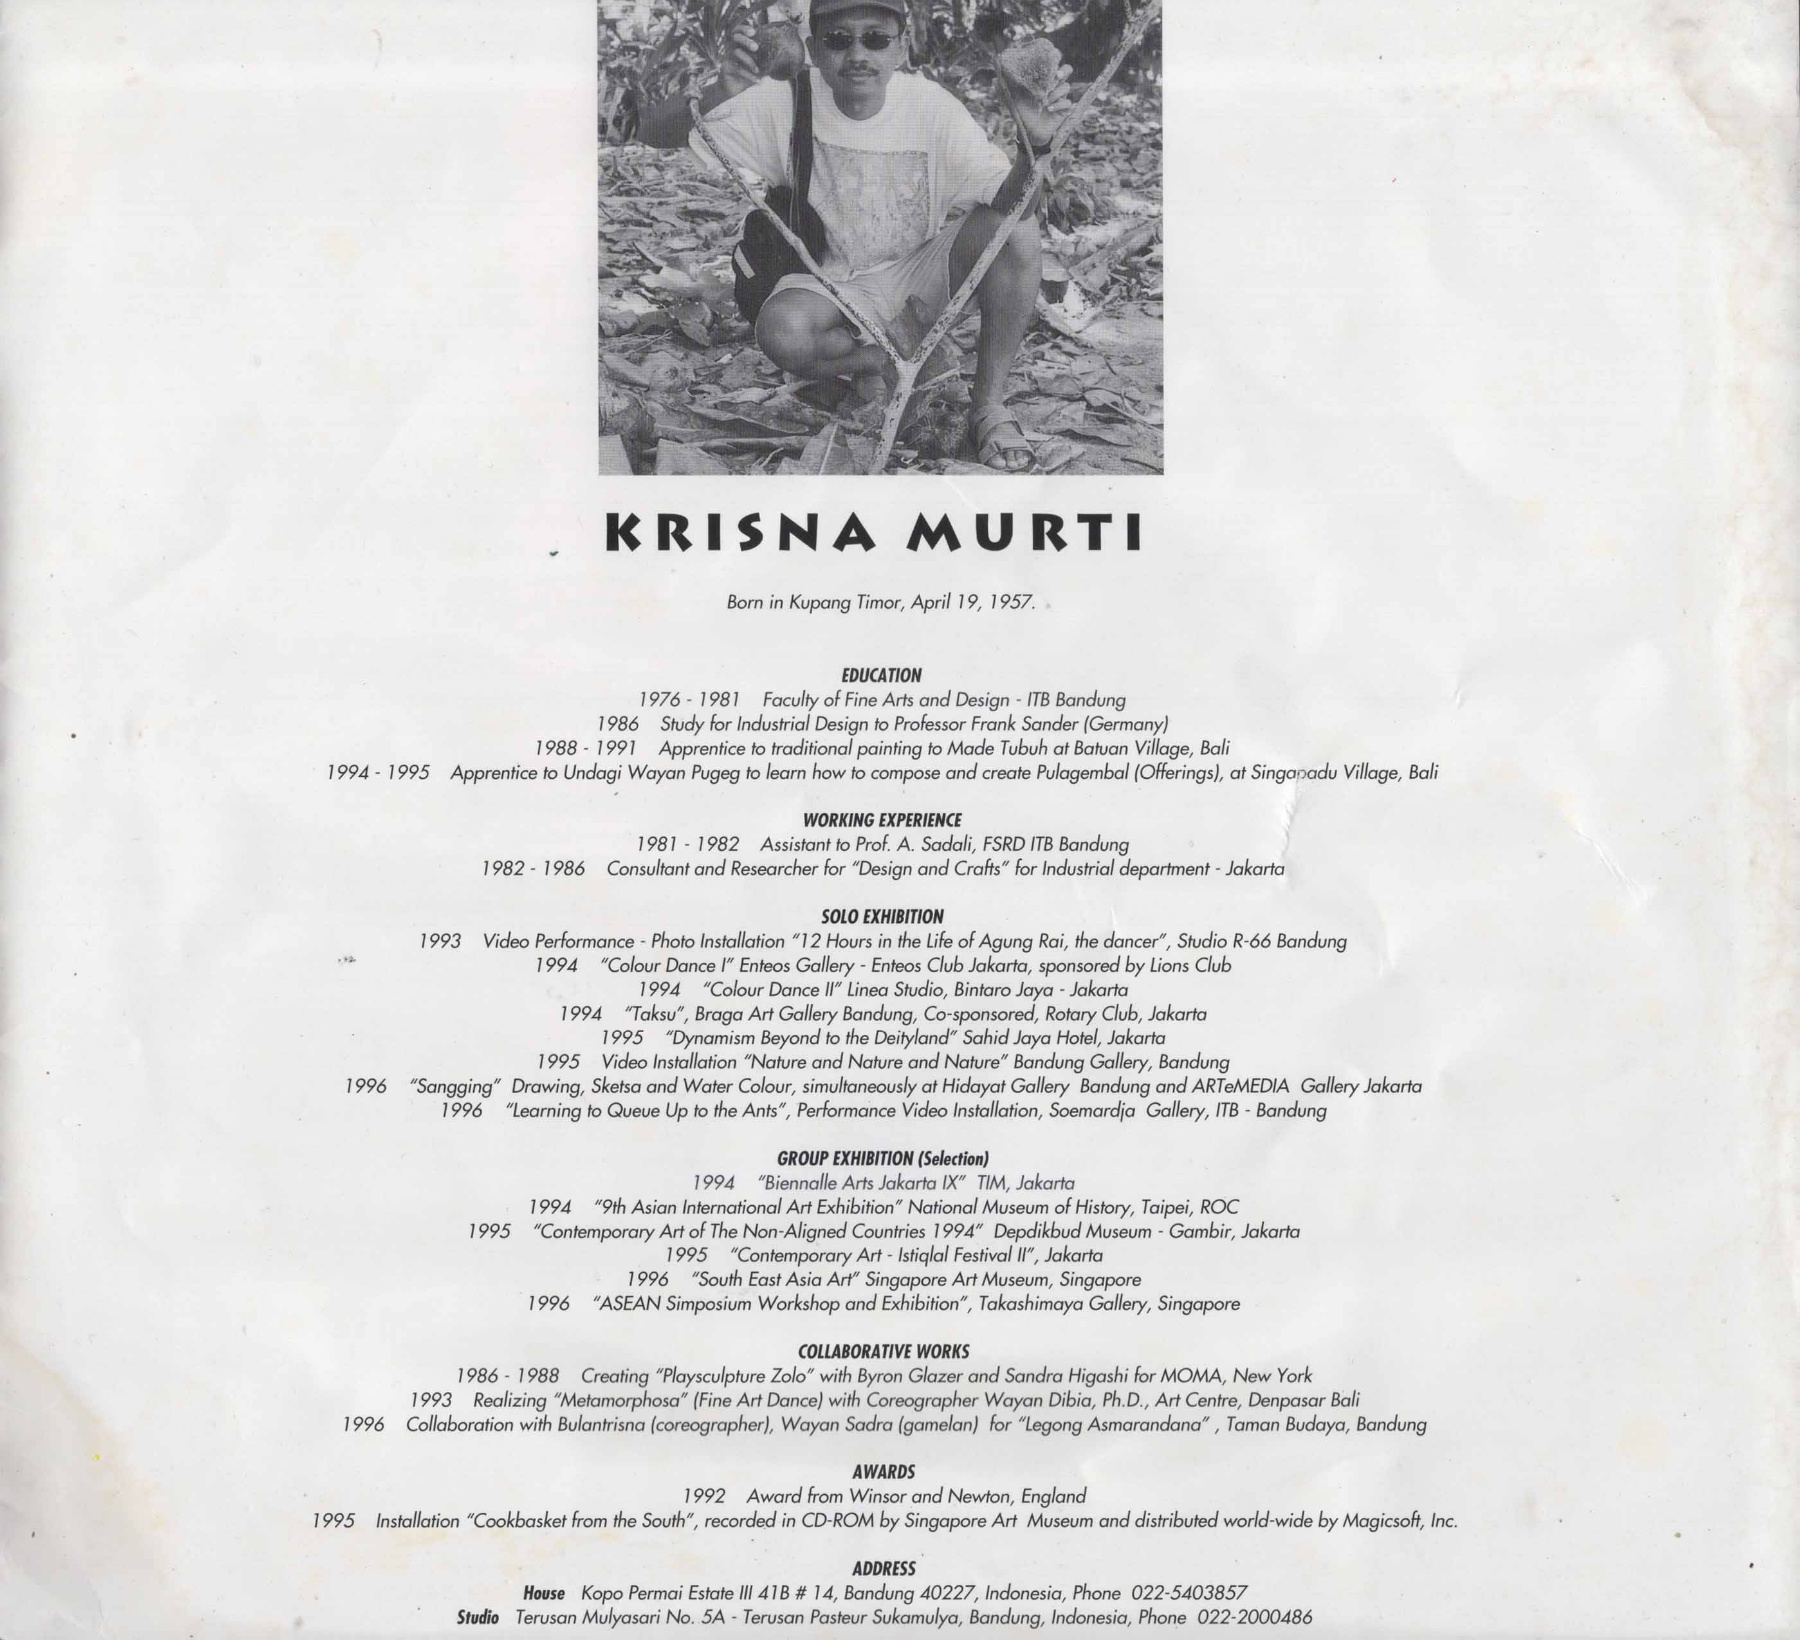 KRISNA MURTI
Born in Kupang Timor, April 19, 1957.
EDUCATION
1976 - 1981 Faculty of Fine Arts and Design - ITB Bandung
1986 Study for Industrial Design to Professor Frank Sander (Germany)
1988 - 1991 Apprentice to traditional painting to Made Tubuh at Batuan Village, Bali
1994 - 1995 Apprentice to Undagi Wayan Pugeg to learn how to compose and create Pulagembal (Offerings), at Singapadu Village, Bali
WORKING EXPERIENCE
1981 - 1982 Assistant to Prof. A. Sadali, FSRD ITB Bandung
1982 - 1986 Consultant and Researcher for “Design and Crafts” for Industrial department - Jakarta
SOLO EXHIBITION
1993 Video Performance - Photo Installation “12 Hours in the Life of Agung Rai, the dancer”, Studio R-66 Bandung
1994 “Colour Dance I” Enteos Gallery - Enteos Club Jakarta, sponsored by Lions Club
1994 “Colour Dance II” Linea Studio, Bintaro Jaya - Jakarta
1994 “Taksu”, Braga Art Gallery Bandung, Co-sponsored, Rotary Club, Jakarta
1995 “Dynamism Beyond to the Deityland” Sahid Jaya Hotel, Jakarta
1995 Video Installation “Nature and Nature and Nature” Bandung Gallery, Bandung
1996 “Sangging” Drawing, Sketsa and Water Colour, simultaneously at Hidayat Gallery Bandung and ARTeMEDIA Gallery Jakarta
1996 “Learning to Queue Up to the Ants”, Performance Video Installation, Soemardja Gallery, ITB - Bandung
GROUP EXHIBITION (Selection)
1994 “Biennalle Arts Jakarta IX” TIM, Jakarta
1994 “9th Asian International Art Exhibition” National Museum of History, Taipei, ROC
1995 “Contemporary Art of The Non-Aligned Countries 1994” Depdikbud Museum - Gambir, Jakarta
1995 “Contemporary Art - Istiqlal Festival II”, Jakarta
1996 “South East Asia Art” Singapore Art Museum, Singapore
1996 “ASEAN Simposium Workshop and Exhibition”, Takashimaya Gallery, Singapore
COLLABORATIVE WORKS
1986 - 1988 Creating “Playsculpture Zolo” with Byron Glazer and Sandra Higashi for MOMA, New York
1993 Realizing “Metamorphosa” (Fine Art Dance) with Coreographer Wayan Dibia, Ph.D., Art Centre, Denpasar Bali
1996 Collaboration with Bulantrisna (coreographer), Wayan Sadra (gamelan) for “Legong Asmarandana” , Taman Budaya, Bandung
AWARDS
1992 Award from Winsor and Newton, England
1995 Installation “Cookbasket from the South”, recorded in CD-ROM by Singapore Art Museum and distributed world-wide by Magicsoft, Inc.
ADDRESS
House Kopo Permai Estate III 41B # 14, Bandung 40227, Indonesia, Phone 022-5403857
Studio Terusan Mulyasari No. 5A - Terusan Pasteur Sukamulya, Bandung, Indonesia, Phone 022-2000486